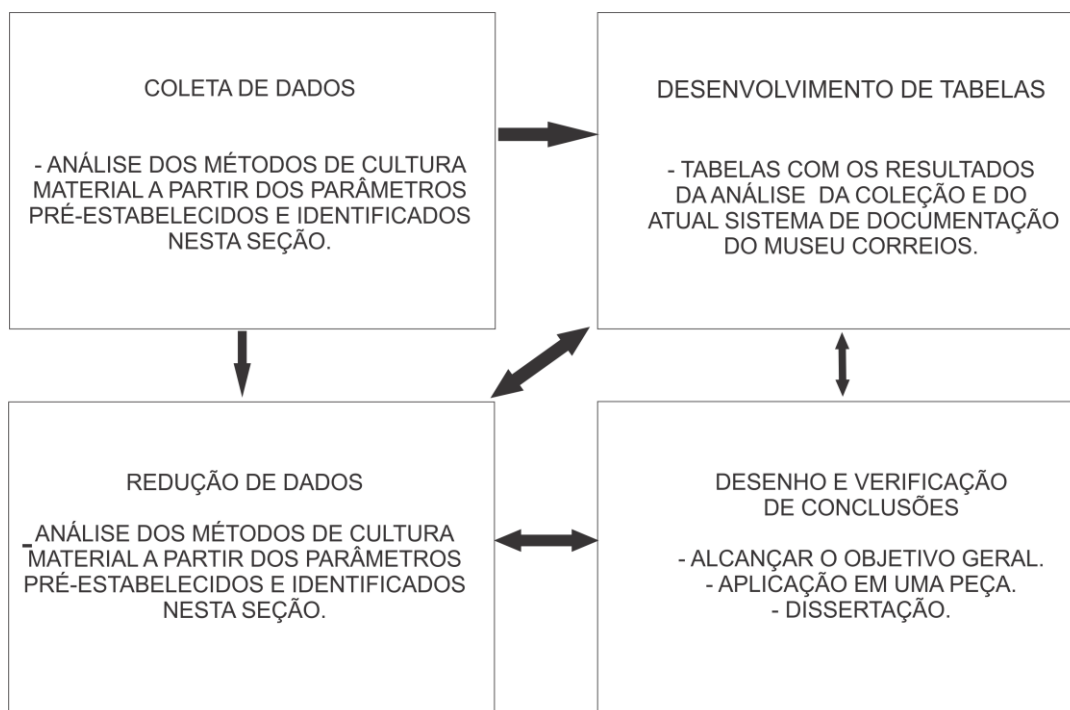 COLETA DE DADOS
- ANÁLISE DOS MÉTODOS DE CULTURA
MATERIAL A PARTIR DOS PARÂMETROS
PRÉ-ESTABELECIDOS E IDENTIFICADOS
NESTA SEÇÃO.
DESENVOLVIMENTO DE TABELAS
- TABELAS COM OS RESULTADOS
DA ANÁLISE DA COLEÇÃO E DO
ATUAL SISTEMA DE DOCUMENTAÇÃO
DO MUSEU CORREIOS.
REDUÇÃO DE DADOS
-ANÁLISE DOS MÉTODOS DE CULTURA
MATERIAL A PARTIR DOS PARÂMETROS
PRÉ-ESTABELECIDOS E IDENTIFICADOS
NESTA SEÇÃO.
DESENHO E VERIFICAÇÃO
DE CONCLUSÕES
- ALCANÇAR O OBJETIVO GERAL.
- APLICAÇÃO EM UMA PEÇA.
- DISSERTAÇÃO.